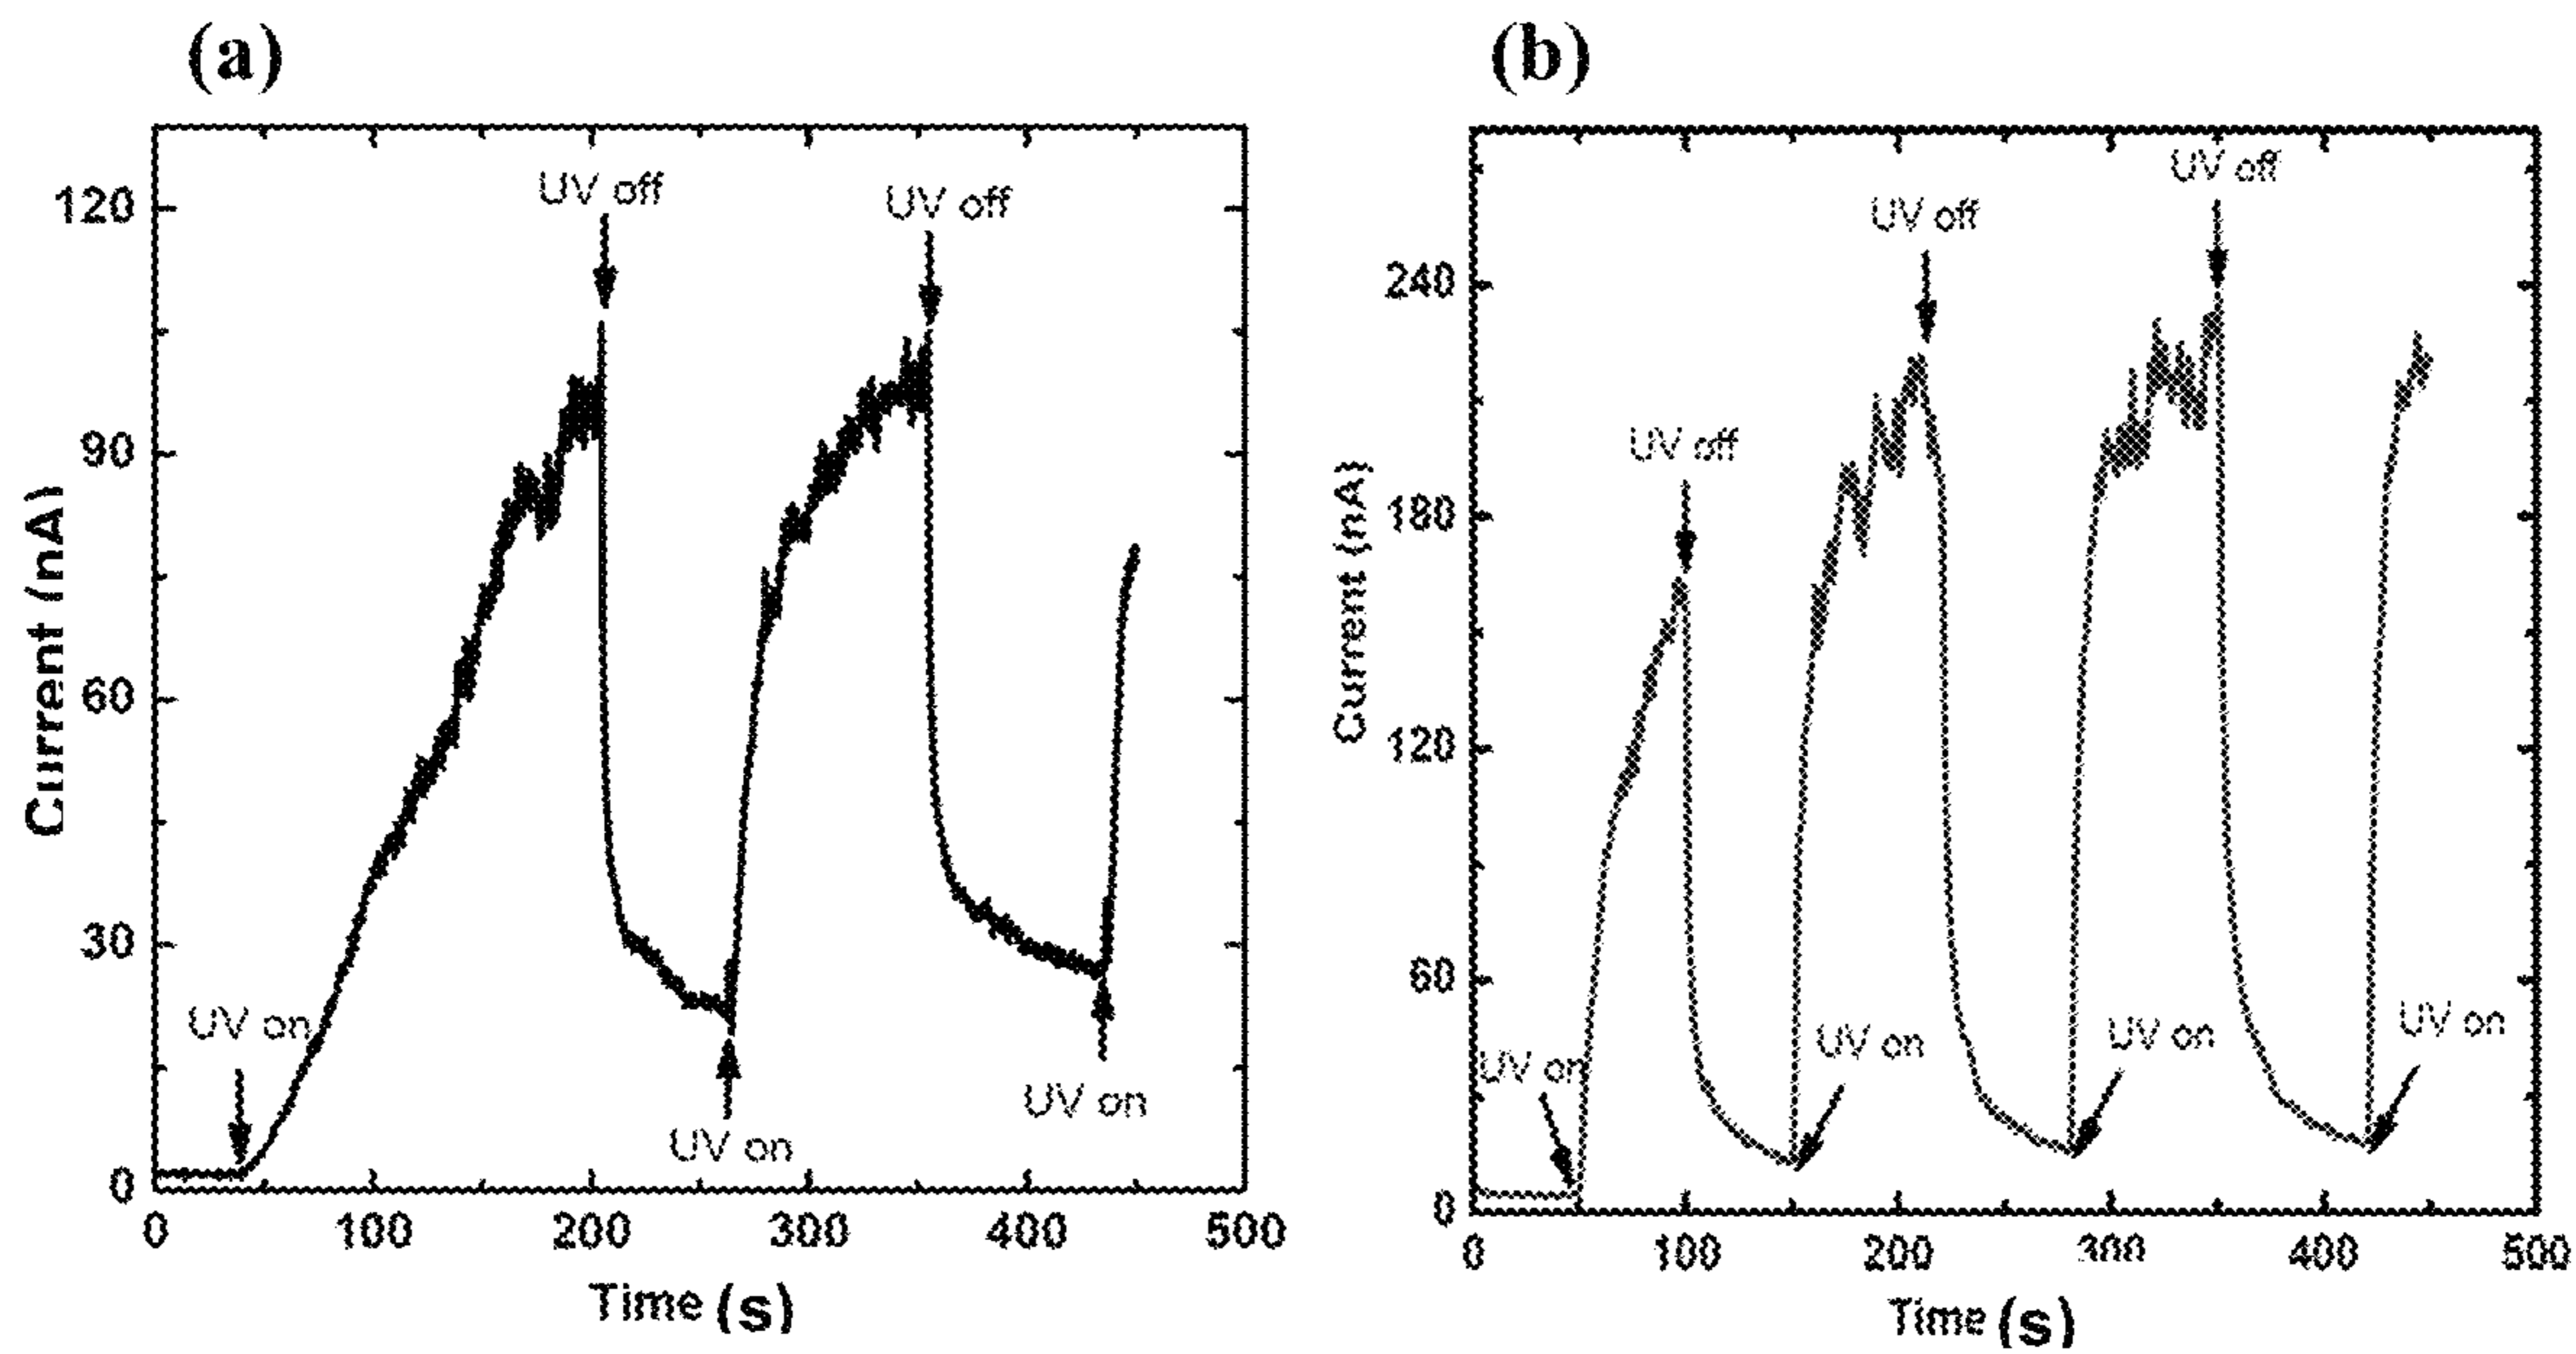 (a)
UV off
UV off
120
90
60
30
0
Current (nA)
UV on
UV on
UV on
0 100 200 300 400 500
Time (s)
(b)
UV off
UV off
UV off
240
180
120
60
0
Current (nA)
UV on
UV on
UV on
UV on
0 100 200 300 400 500
Time (s)